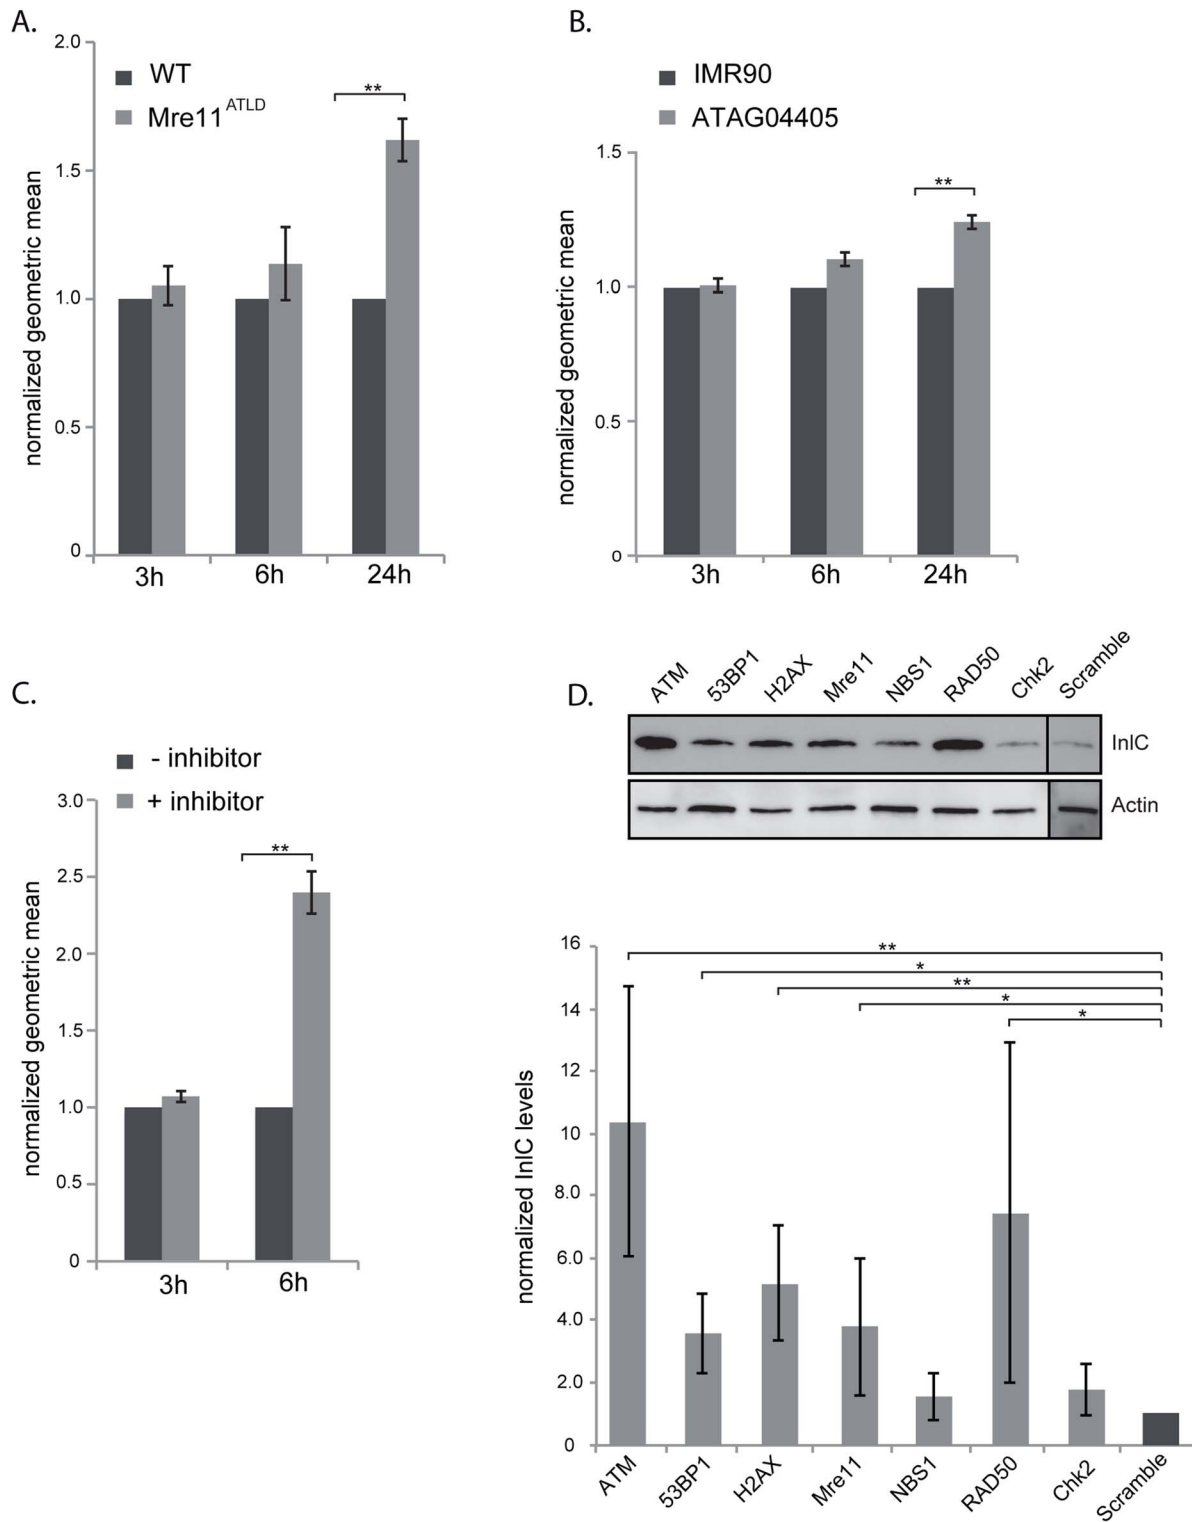 A.
2.0
WT
Mre11ATLD
**
1.5
1.0
0.5
0
normalized geometric mean
3h 6h 24h
B.
IMR90
ATAG04405
1.5
**
1.0
0.5
0
normalized geometric mean
3h 6h 24h
C.
- inhibitor
+ inhibitor
3.0
**
2.5
2.0
1.5
1.0
0.5
0
normalized geometric mean
3h 6h
D.
ATM 53BP1 H2AX Mre11 NBS1 RAD50 Chk2 Scramble
InlC
Actin
16
**
*
**
*
*
14
12
10
8.0
6.0
4.0
2.0
0
normalized InlC levels
ATM 53BP1 H2AX Mre11 NBS1 RAD50 Chk2 Scramble